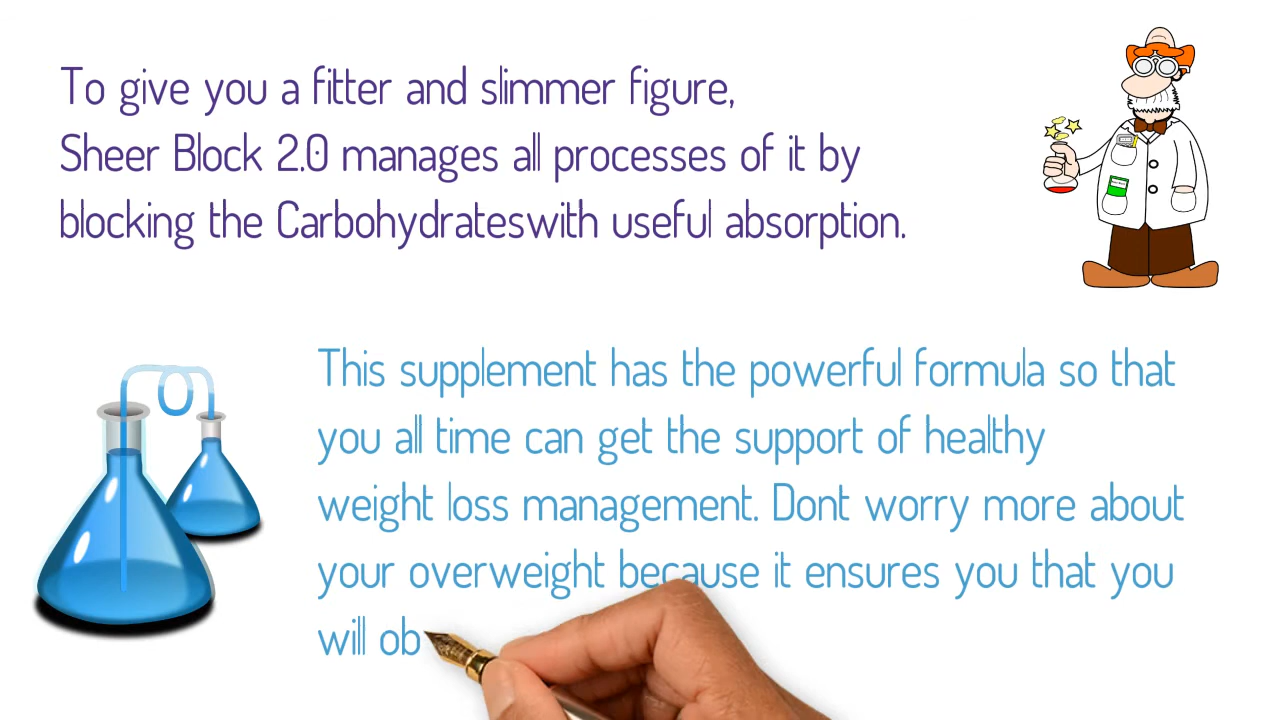 To give you a fitter and slimmer figure,
Sheer Block 2.0 manages all processes of it by
blocking the Carbohydrateswith useful absorption.
This supplement has the powerful formula so that
you all time can get the support of healthy
weight loss management. Dont worry more about
your overweight because it ensures you that you
will ob